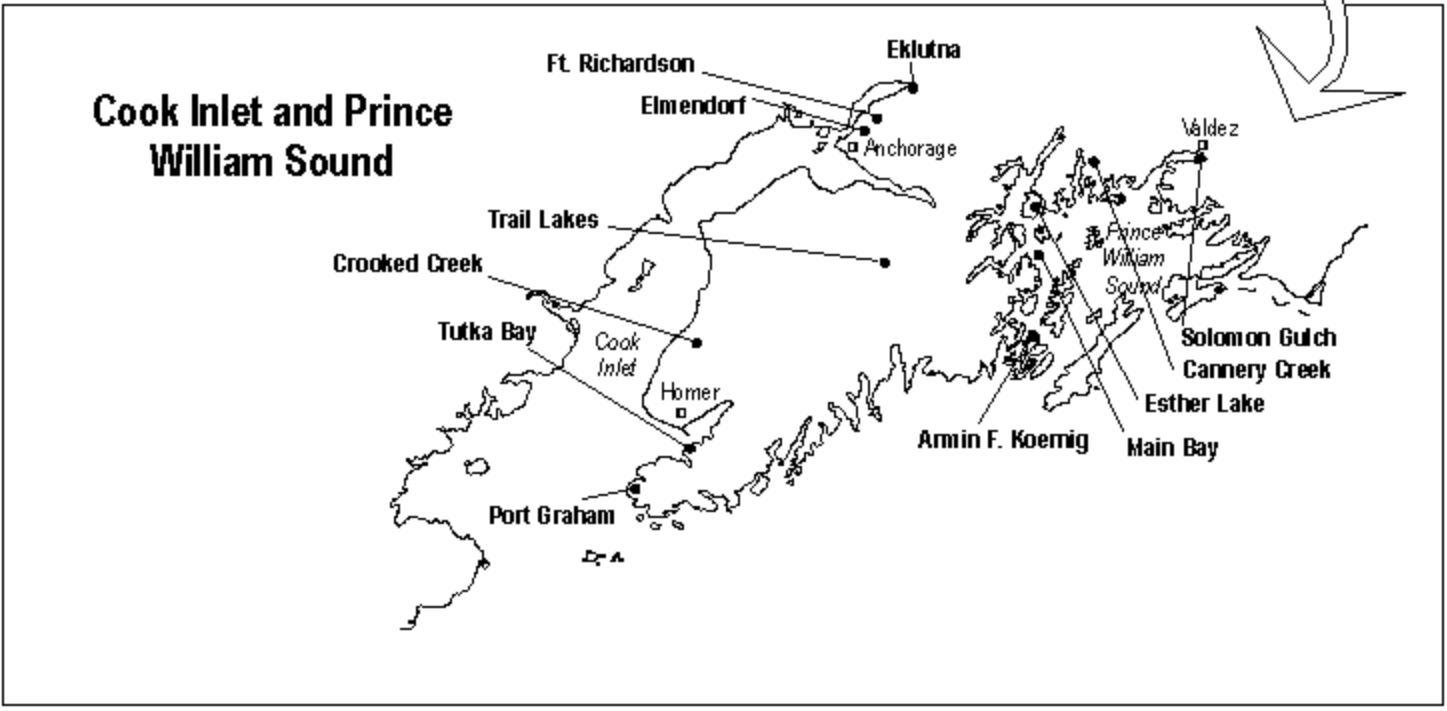 Cook Inlet and Prince
William Sound
Eklutna
Ft. Richardson
Elmendorf
Anchorage
Valdez
Trail Lakes
Crooked Creek
Tutka Bay
Cook
Inlet
Homer
Port Graham
Prince
William
Sound
Solomon Gulch
Cannery Creek
Esther Lake
Armin F. Koernig
Main Bay